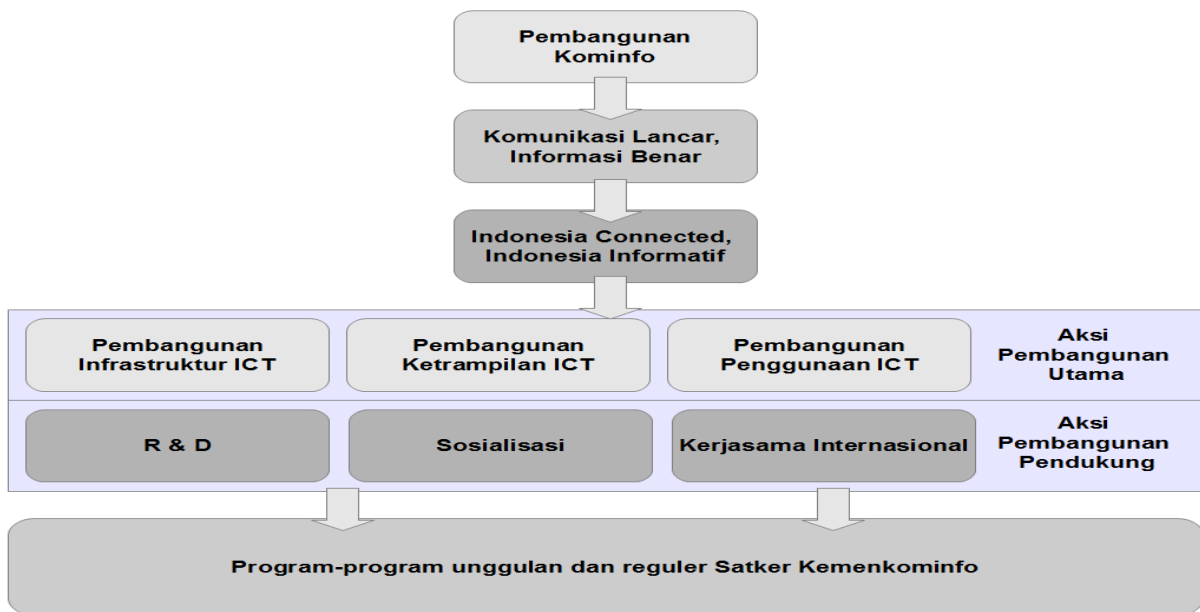 Pembangunan
Kominfo
Komunikasi Lancar,
Informasi Benar
Indonesia Connected,
Indonesia Informatif
Pembangunan
Infrastruktur ICT
Pembangunan
Ketrampilan ICT
Pembangunan
Penggunaan ICT
Aksi
Pembangunan
Utama
R & D
Sosialisasi
Kerjasama Internasional
Aksi
Pembangunan
Pendukung
Program-program unggulan dan reguler Satker Kemenkominfo